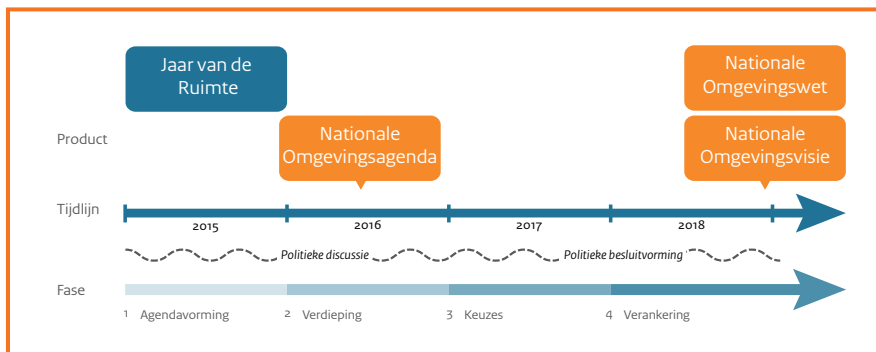 Jaar van de
Ruimte
Nationale
Omgevingswet
Product
Nationale
Omgevingsagenda
Nationale
Omgevingsvisie
Tijdlijn
2015
2016
2017
2018
Politieke discussie
Politieke besluitvorming
Fase
1 Agendavorming
2 Verdieping
3 Keuzes
4 Verankering